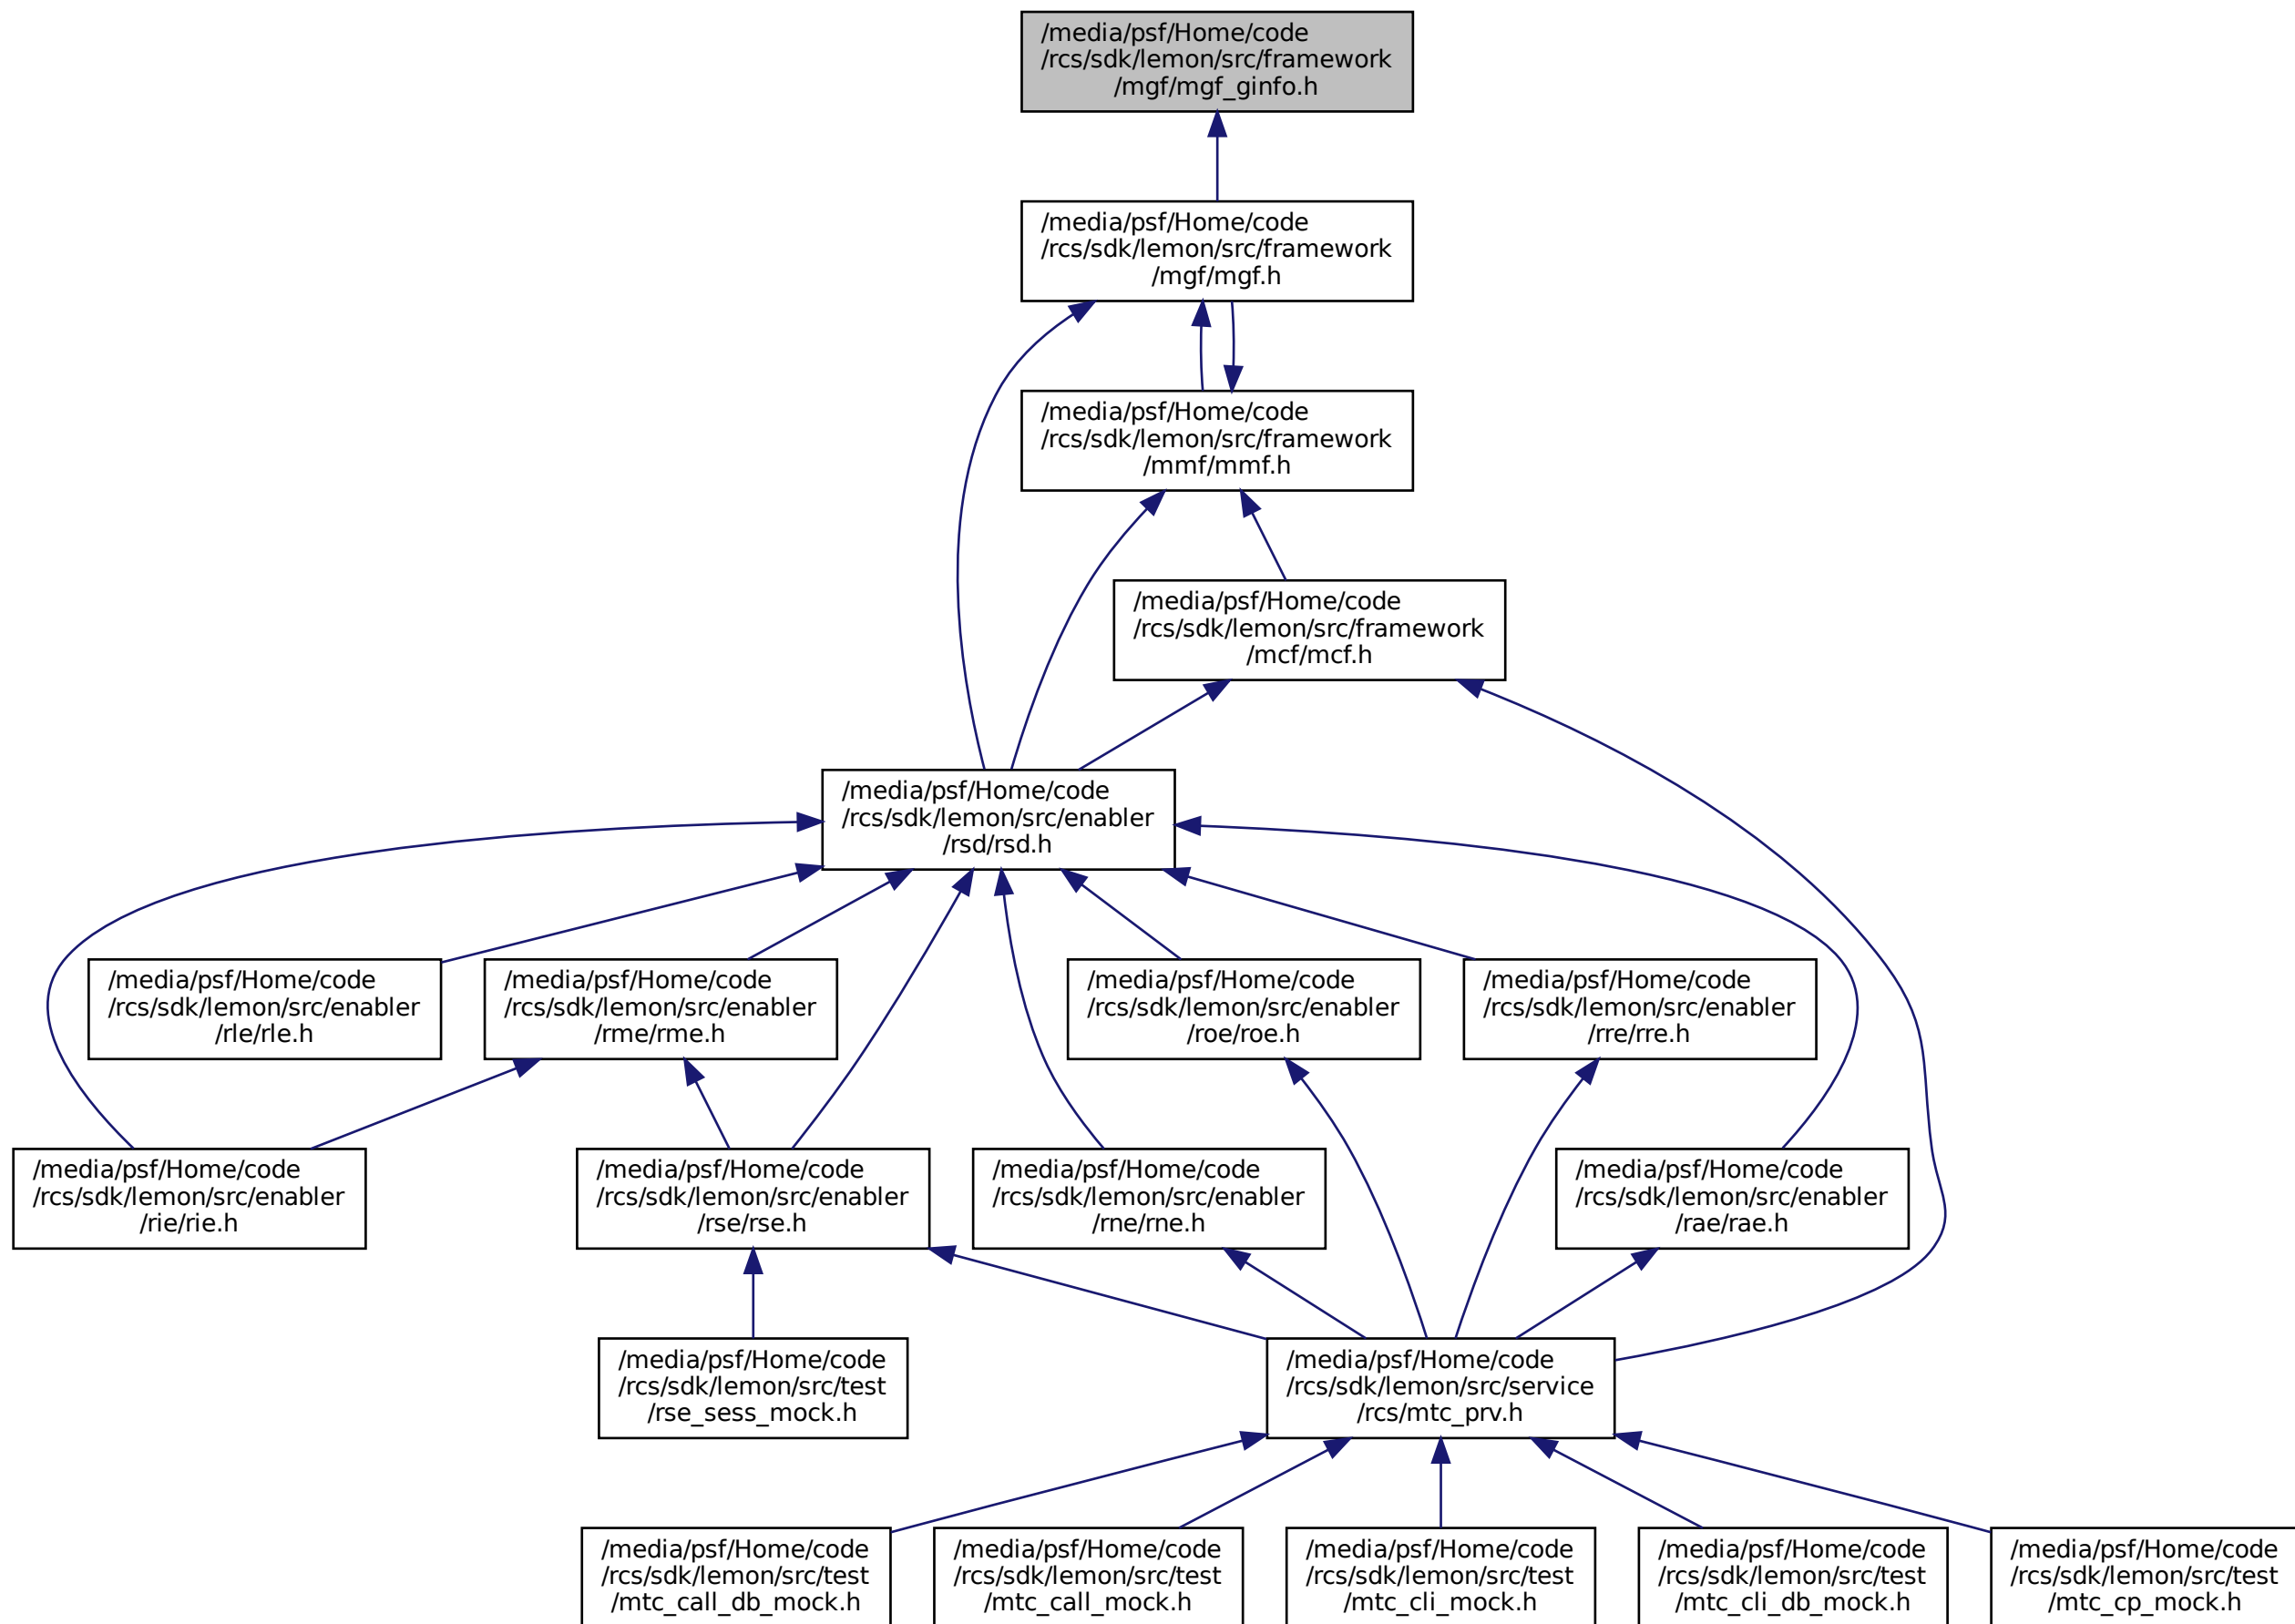 /media/psf/Home/code
/rcs/sdk/lemon/src/framework
/mgf/mgf_ginfo.h
/media/psf/Home/code
/rcs/sdk/lemon/src/framework
/mgf/mgf.h
/media/psf/Home/code
/rcs/sdk/lemon/src/framework
/mmf/mmf.h
/media/psf/Home/code
/rcs/sdk/lemon/src/framework
/mcf/mcf.h
/media/psf/Home/code
/rcs/sdk/lemon/src/enabler
/rsd/rsd.h
/media/psf/Home/code
/rcs/sdk/lemon/src/enabler
/rle/rle.h
/media/psf/Home/code
/rcs/sdk/lemon/src/enabler
/rme/rme.h
/media/psf/Home/code
/rcs/sdk/lemon/src/enabler
/roe/roe.h
/media/psf/Home/code
/rcs/sdk/lemon/src/enabler
/rre/rre.h
/media/psf/Home/code
/rcs/sdk/lemon/src/enabler
/rie/rie.h
/media/psf/Home/code
/rcs/sdk/lemon/src/enabler
/rse/rse.h
/media/psf/Home/code
/rcs/sdk/lemon/src/enabler
/rne/rne.h
/media/psf/Home/code
/rcs/sdk/lemon/src/enabler
/rae/rae.h
/media/psf/Home/code
/rcs/sdk/lemon/src/test
/rse_sess_mock.h
/media/psf/Home/code
/rcs/sdk/lemon/src/service
/rcs/mtc_prv.h
/media/psf/Home/code
/rcs/sdk/lemon/src/test
/mtc_call_db_mock.h
/media/psf/Home/code
/rcs/sdk/lemon/src/test
/mtc_call_mock.h
/media/psf/Home/code
/rcs/sdk/lemon/src/test
/mtc_cli_mock.h
/media/psf/Home/code
/rcs/sdk/lemon/src/test
/mtc_cli_db_mock.h
/media/psf/Home/code
/rcs/sdk/lemon/src/test
/mtc_cp_mock.h